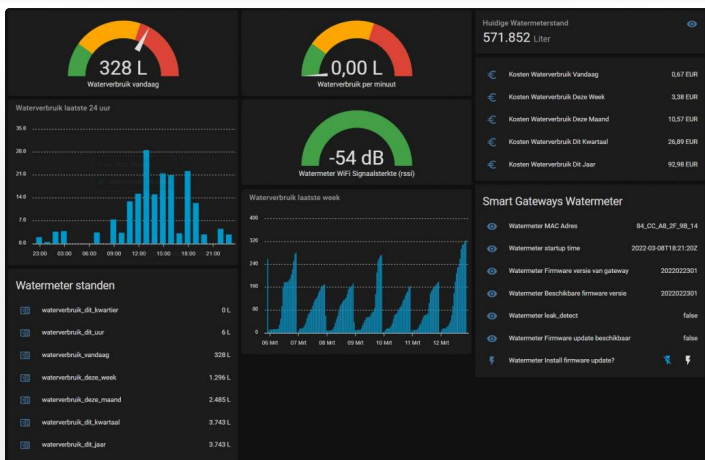 328 L
Waterverbruik vandaag
Waterverbruik laatste 24 uur
35.0
28.0
21.0
14.0
7.0
0.0
23:00 03:00 06:00 09:00 12:00 15:00 18:00 21:00
Watermeter standen
waterverbruik_dit_kwartier 0 L
waterverbruik_dit_uur 6 L
waterverbruik_vandaag 328 L
waterverbruik_deze_week 1.296 L
waterverbruik_deze_maand 2.485 L
waterverbruik_dit_kwartaal 3.743 L
waterverbruik_dit_jaar 3.743 L
0,00 L
Waterverbruik per minuut
-54 dB
Watermeter WiFi Signaalsterkte (rssi)
Waterverbruik laatste week
400
320
240
160
80
0
06 Mrt 07 Mrt 08 Mrt 09 Mrt 10 Mrt 11 Mrt 12 Mrt
Huidige Watermeterstand
571.852 Liter
Kosten Waterverbruik Vandaag 0,67 EUR
Kosten Waterverbruik Deze Week 3,38 EUR
Kosten Waterverbruik Deze Maand 10,57 EUR
Kosten Waterverbruik Dit Kwartaal 26,89 EUR
Kosten Waterverbruik Dit Jaar 92,98 EUR
Smart Gateways Watermeter
Watermeter MAC Adres 84_CC_A8_2F_9B_14
Watermeter startup time 2022-03-08T18:21:20Z
Watermeter Firmware versie van gateway 2022022301
Watermeter Beschikbare firmware versie 2022022301
Watermeter leak_detect false
Watermeter Firmware update beschikbaar false
Watermeter Install firmware update?